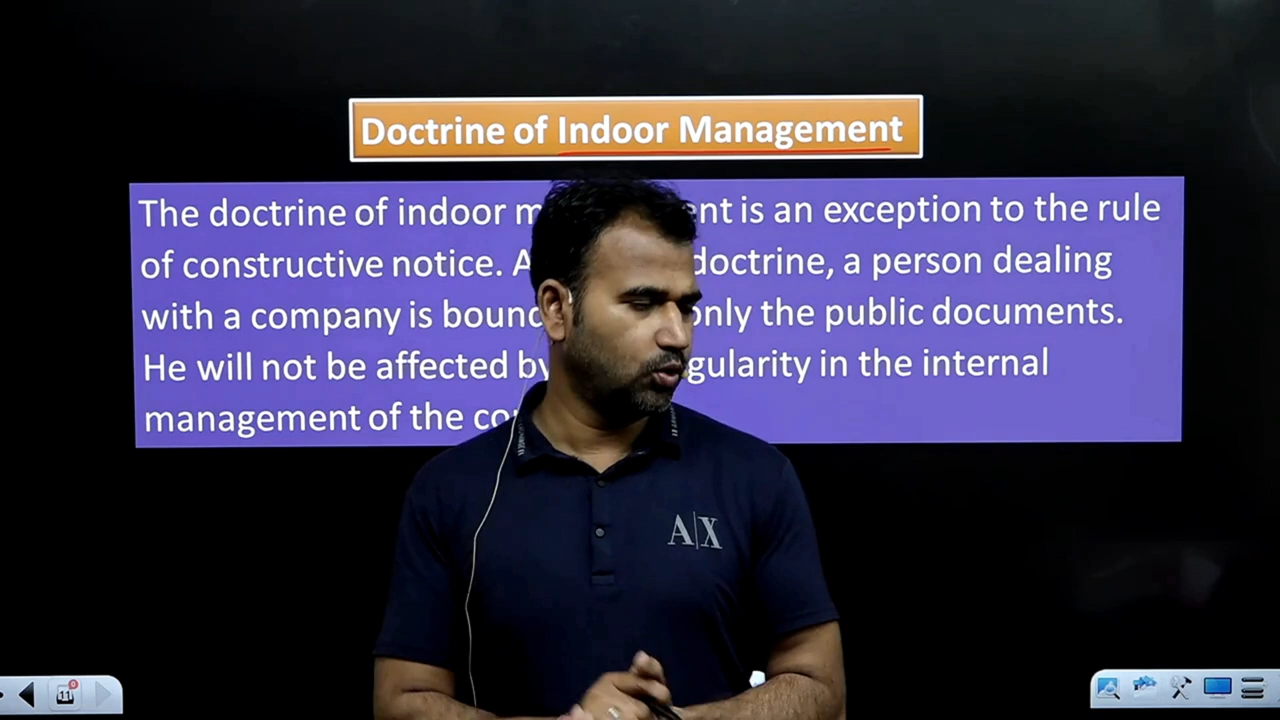 Doctrine of Indoor Management
The doctrine of indoor m ent is an exception to the rule
of constructive notice. A doctrine, a person dealing
with a company is bound only the public documents.
He will not be affected by gularity in the internal
management of the co
A|X
11
0